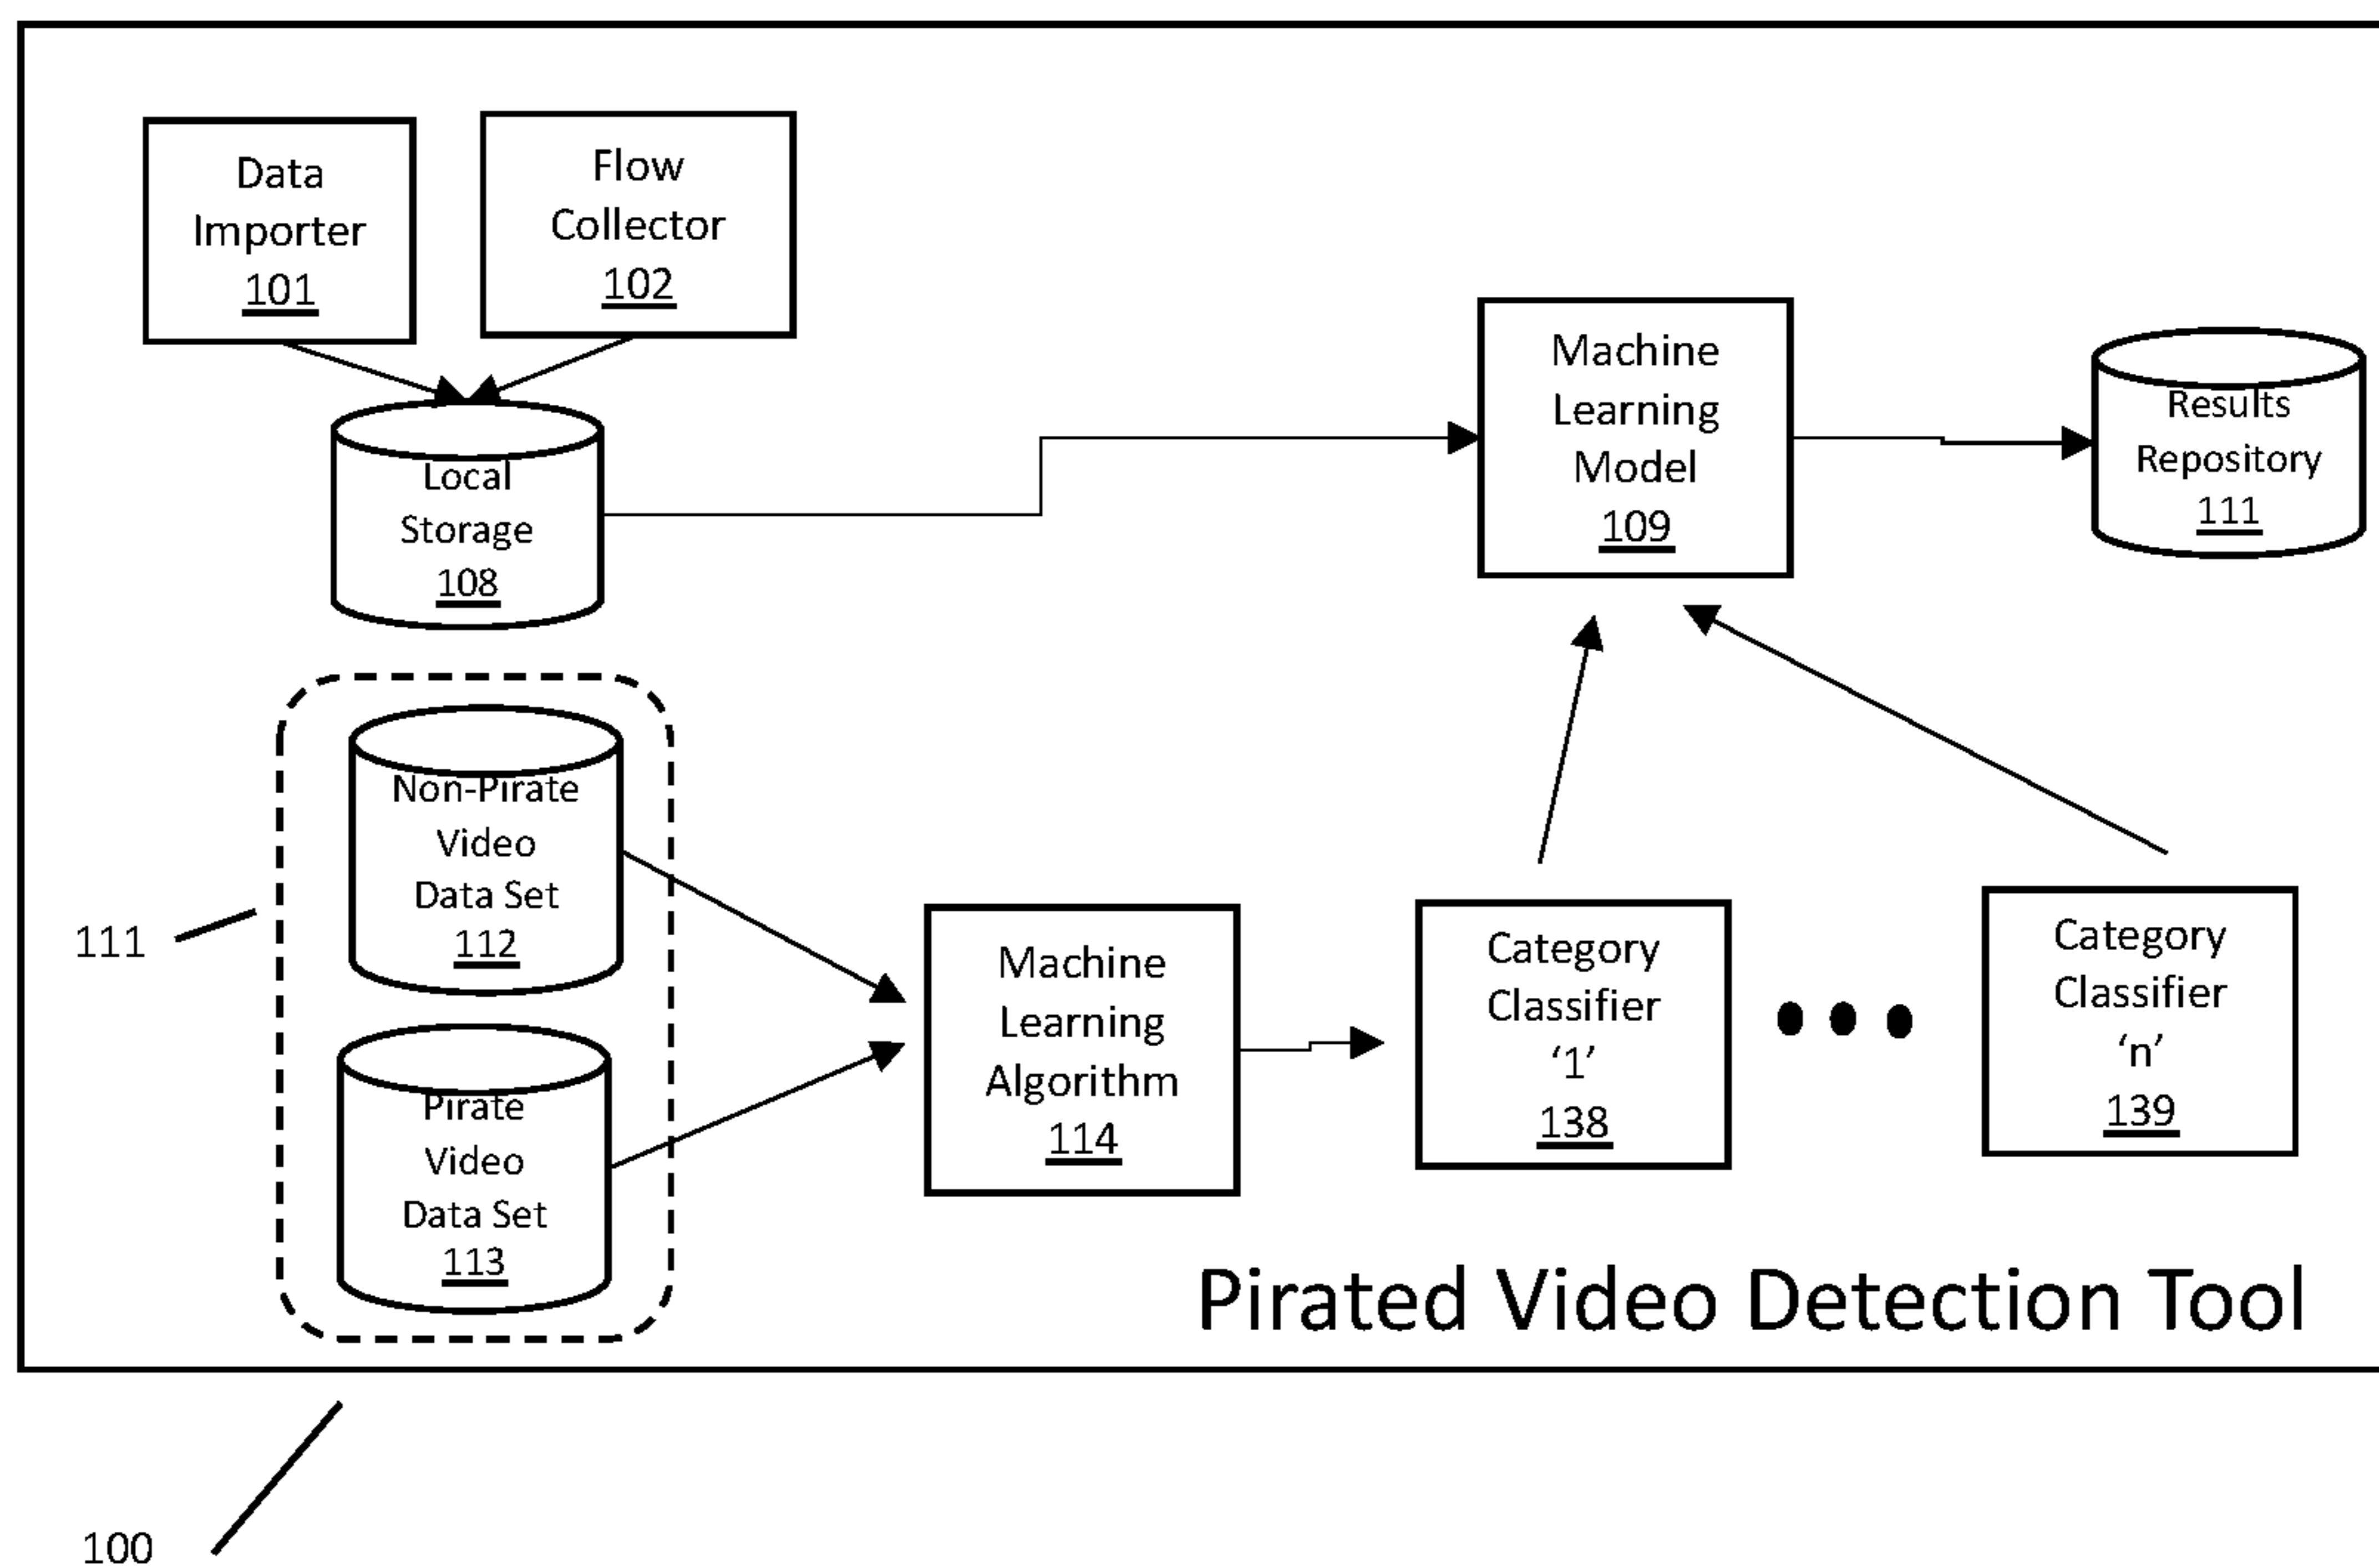 Data
Importer
101
Flow
Collector
102
Local
Storage
108
Machine
Learning
Model
109
Results
Repository
111
111
Non-Pirate
Video
Data Set
112
Pirate
Video
Data Set
113
Machine
Learning
Algorithm
114
Category
Classifier
‘1’
138
Category
Classifier
‘n’
139
Pirated Video Detection Tool
100